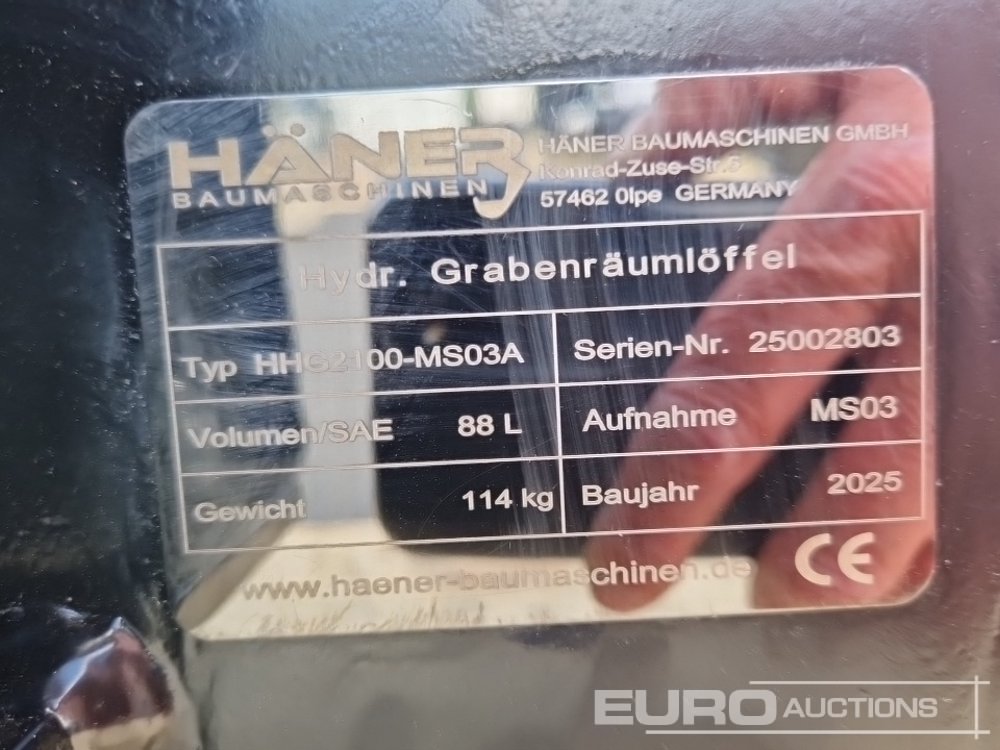 HÄNER
BAUMASCHINEN
HÄNER BAUMASCHINEN GMBH
Konrad-Zuse-Str.6
57462 Olpe GERMANY
Hydr. Grabenräumlöffel
Typ HHG2100-MS03A
Serien-Nr. 25002803
Volumen/SAE 88 L
Aufnahme MS03
Gewicht 114 kg
Baujahr 2025
www.haener-baumaschinen.de
CE
EURO AUCTIONS